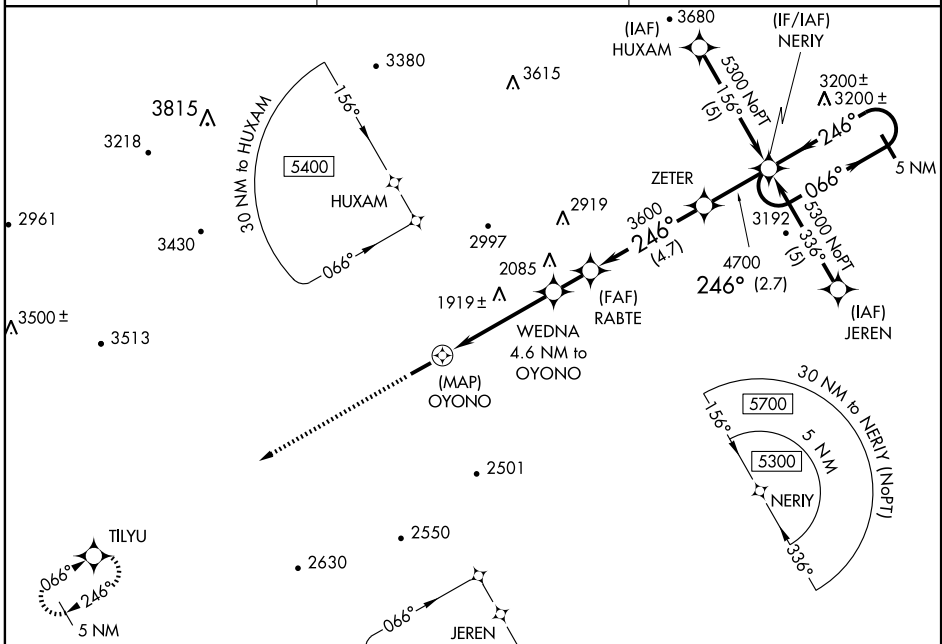 3680
(IAF)
HUXAM
(IF/IAF)
NERIY
3380
3615
3815
3218
156°
30 NM to HUXAM
5400
HUXAM
066°
5300 NoPT
156°
(5)
3200±
3200±
246°
066°
5 NM
ZETER
2961
3430
2919
2997
3600
246°
(4.7)
3192
5300 NoPT
336°
(5)
4700
246° (2.7)
2085
1919±
(FAF)
RABTE
(IAF)
JEREN
3500±
3513
WEDNA
4.6 NM to
OYONO
(MAP)
OYONO
30 NM to NERIY (NoPT)
5700
156°
5 NM
5300
NERIY
336°
2501
2550
2630
TILYU
066°
246°
5 NM
066°
JEREN